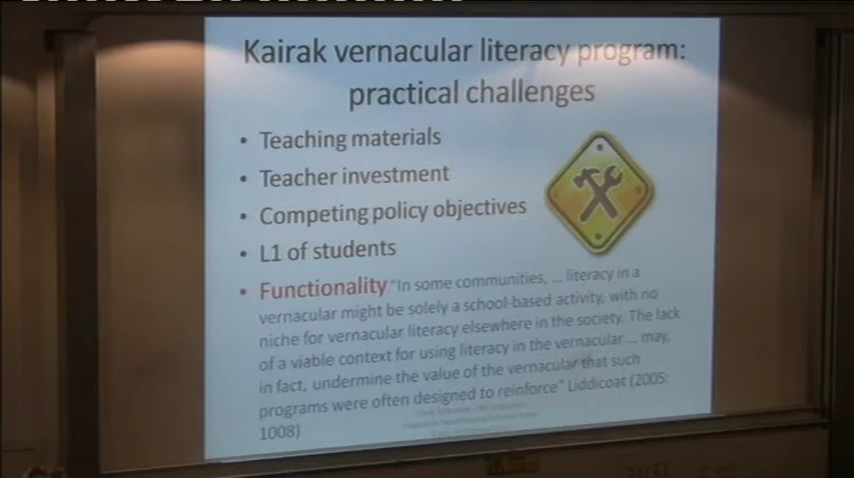 Kairak vernacular literacy program:
practical challenges
• Teaching materials
• Teacher investment
• Competing policy objectives
• L1 of students
• Functionality "In some communities, ... literacy in a
vernacular might be solely a school-based activity, with no
niche for vernacular literacy elsewhere in the society. The lack
of a viable context for using literacy in the vernacular ... may,
in fact, undermine the value of the vernacular that such
programs were often designed to reinforce" Liddicoat (2005:
1008)